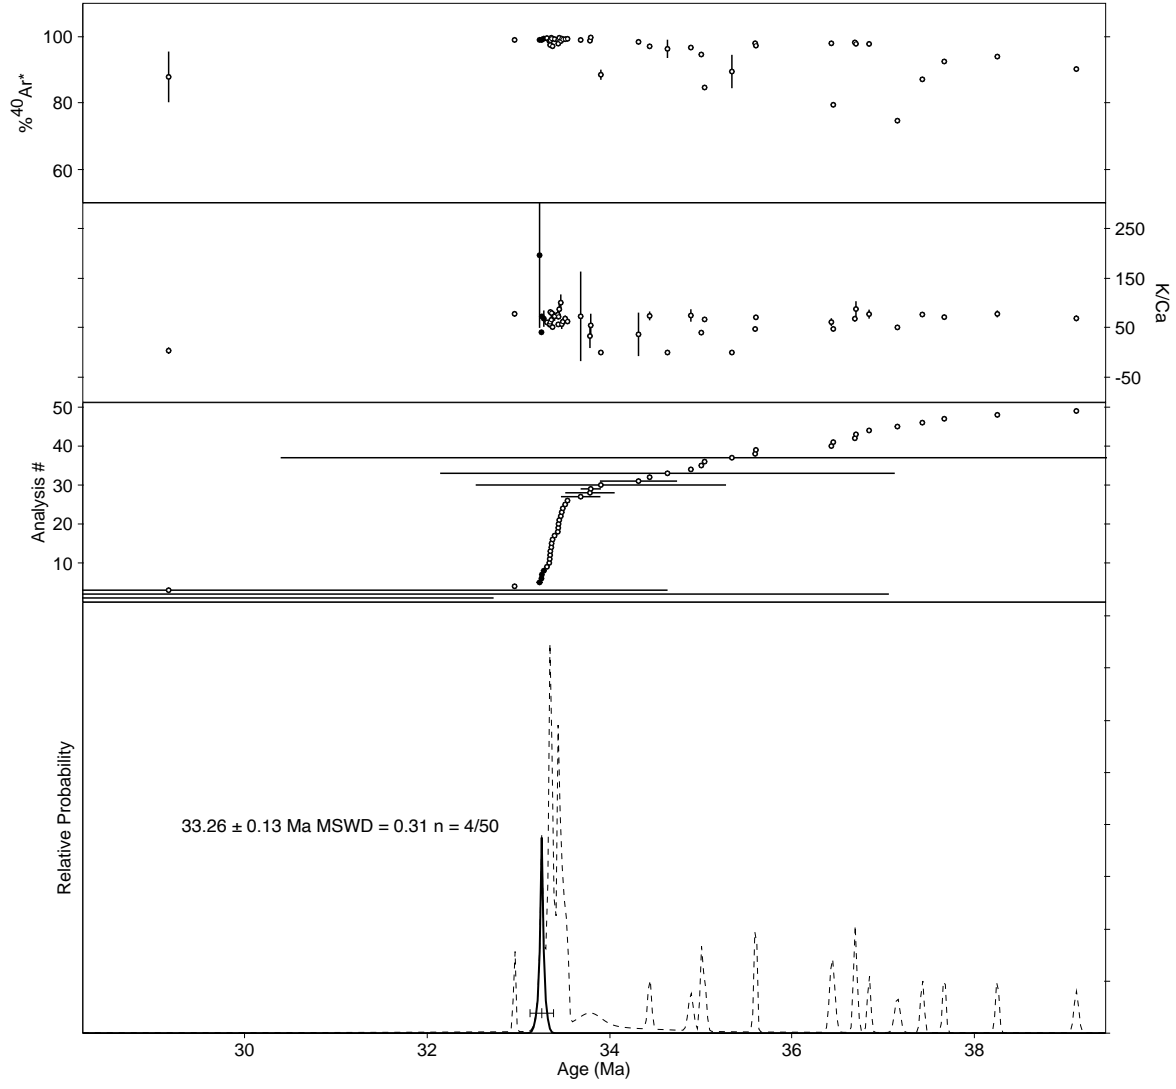 100
80
60
%40Ar*
250
150
50
-50
K/Ca
50
40
30
20
10
Analysis #
33.26 ± 0.13 Ma MSWD = 0.31 n = 4/50
Relative Probability
30 32 34 36 38
Age (Ma)